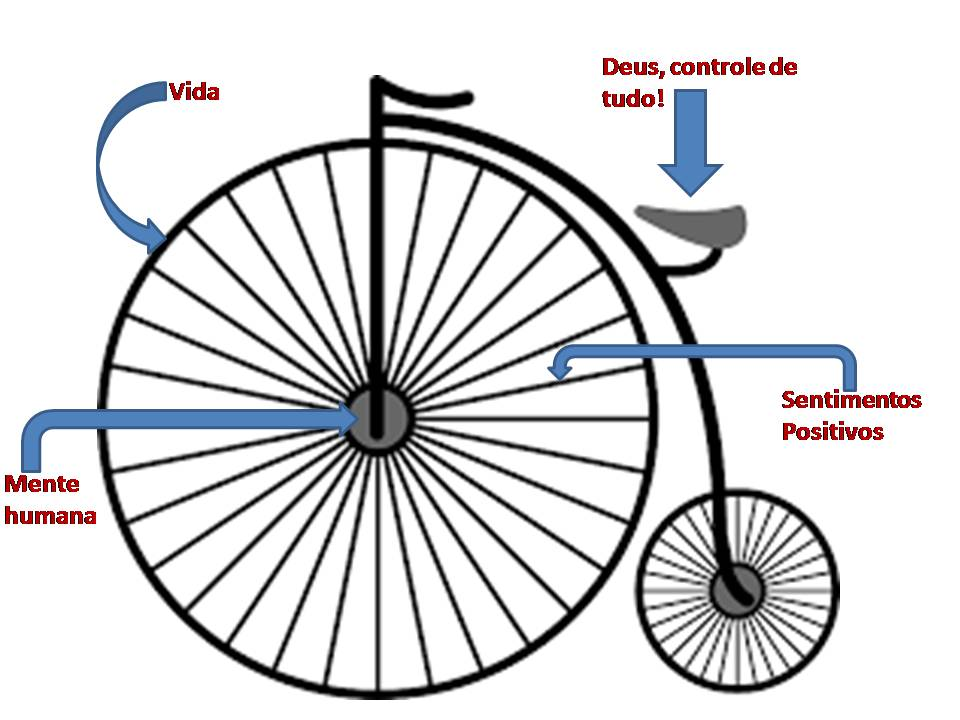 Vida
Deus, controle de
tudo!
Sentimentos
Positivos
Mente
humana